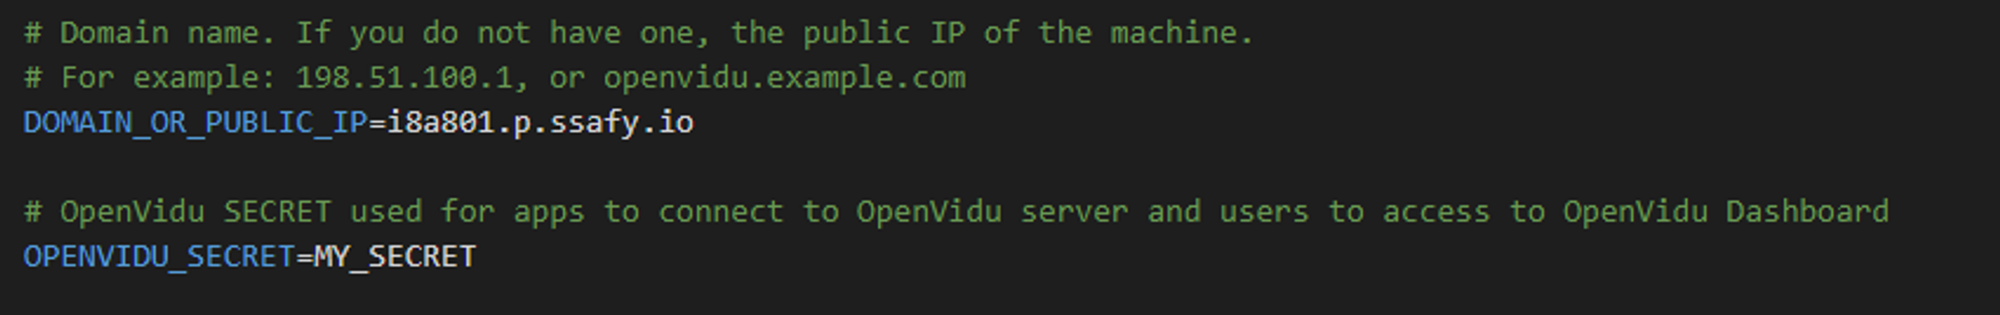 # Domain name. If you do not have one, the public IP of the machine.
# For example: 198.51.100.1, or openvidu.example.com
DOMAIN_OR_PUBLIC_IP=i8a801.p.ssafy.io
# OpenVidu SECRET used for apps to connect to OpenVidu server and users to access to OpenVidu Dashboard
OPENVIDU_SECRET=MY_SECRET